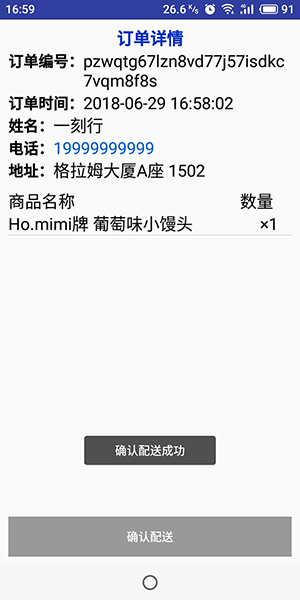 16:59 26.6 K/s 91
订单详情
订单编号：pzwqtg67lzn8vd77j57isdkc
7vqm8f8s
订单时间：2018-06-29 16:58:02
姓名：一刻行
电话：19999999999
地址：格拉姆大厦A座 1502
商品名称 数量
Ho.mimi牌 葡萄味小馒头 ×1
确认配送成功
确认配送